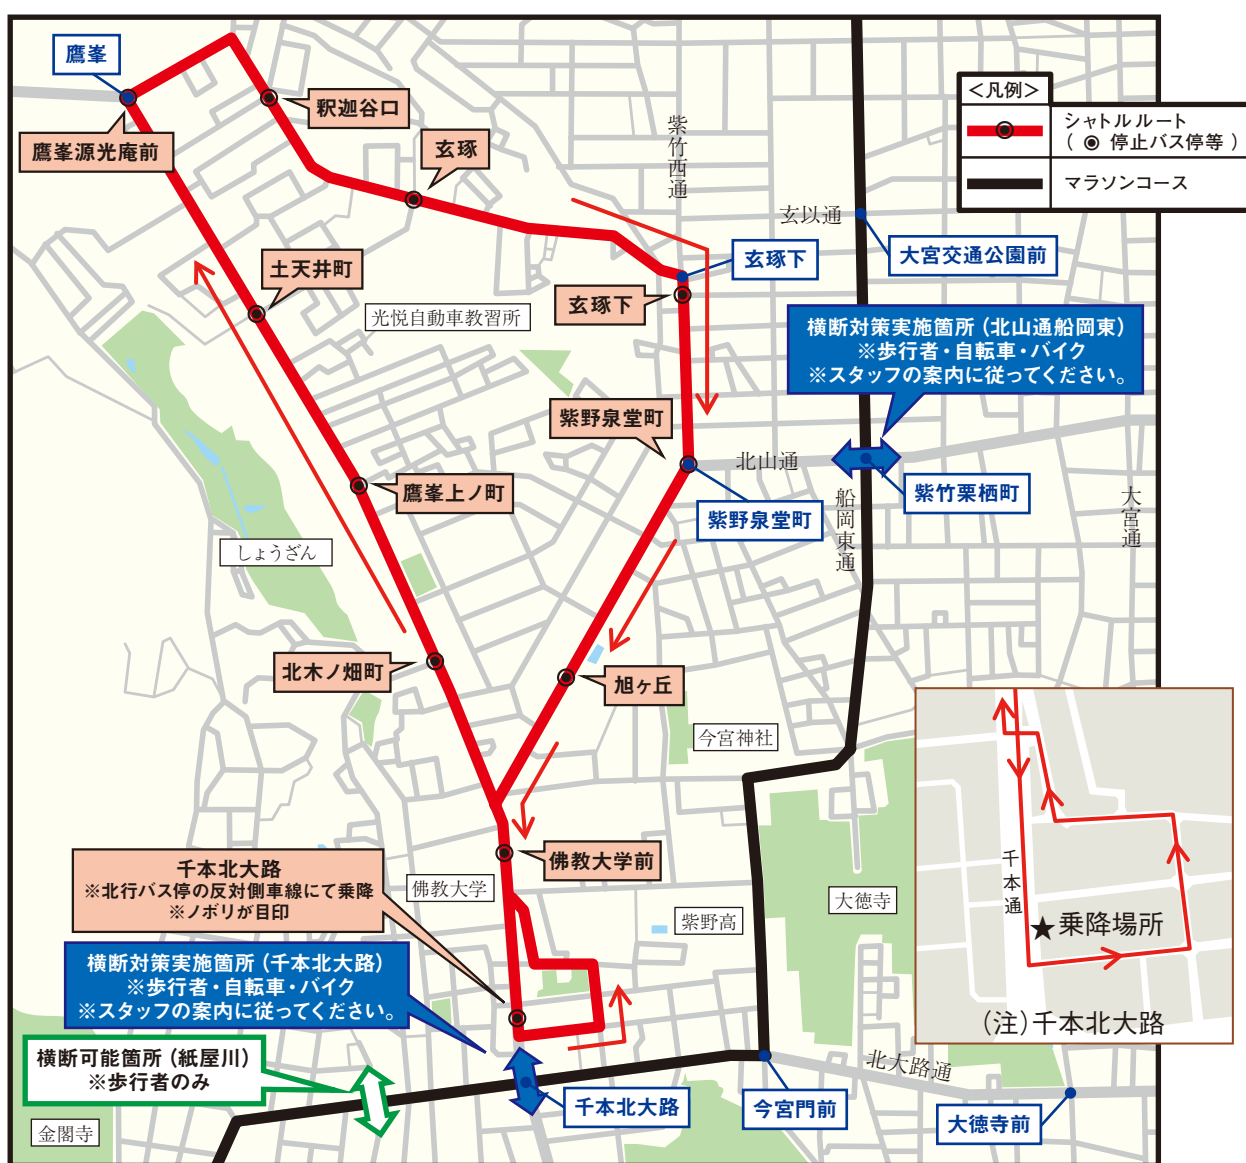 鷹峯
釈迦谷口
鷹峯源光庵前
玄琢
紫竹西通
<凡例>
シャトルルート
(◉ 停止バス停等)
マラソンコース
玄以通
大宮交通公園前
玄琢下
玄琢下
土天井町
光悦自動車教習所
横断対策実施箇所(北山通船岡東)
※歩行者・自転車・バイク
※スタッフの案内に従ってください。
紫野泉堂町
北山通
紫竹栗栖町
紫野泉堂町
船岡東通
大宮通
鷹峯上ノ町
しょうざん
北木ノ畑町
旭ヶ丘
今宮神社
佛教大学前
千本北大路
※北行バス停の反対側車線にて乗降
※ノボリが目印
佛教大学
紫野高
大徳寺
千本通
★乗降場所
(注)千本北大路
横断対策実施箇所(千本北大路)
※歩行者・自転車・バイク
※スタッフの案内に従ってください。
横断可能箇所(紙屋川)
※歩行者のみ
北大路通
千本北大路
今宮門前
大徳寺前
金閣寺